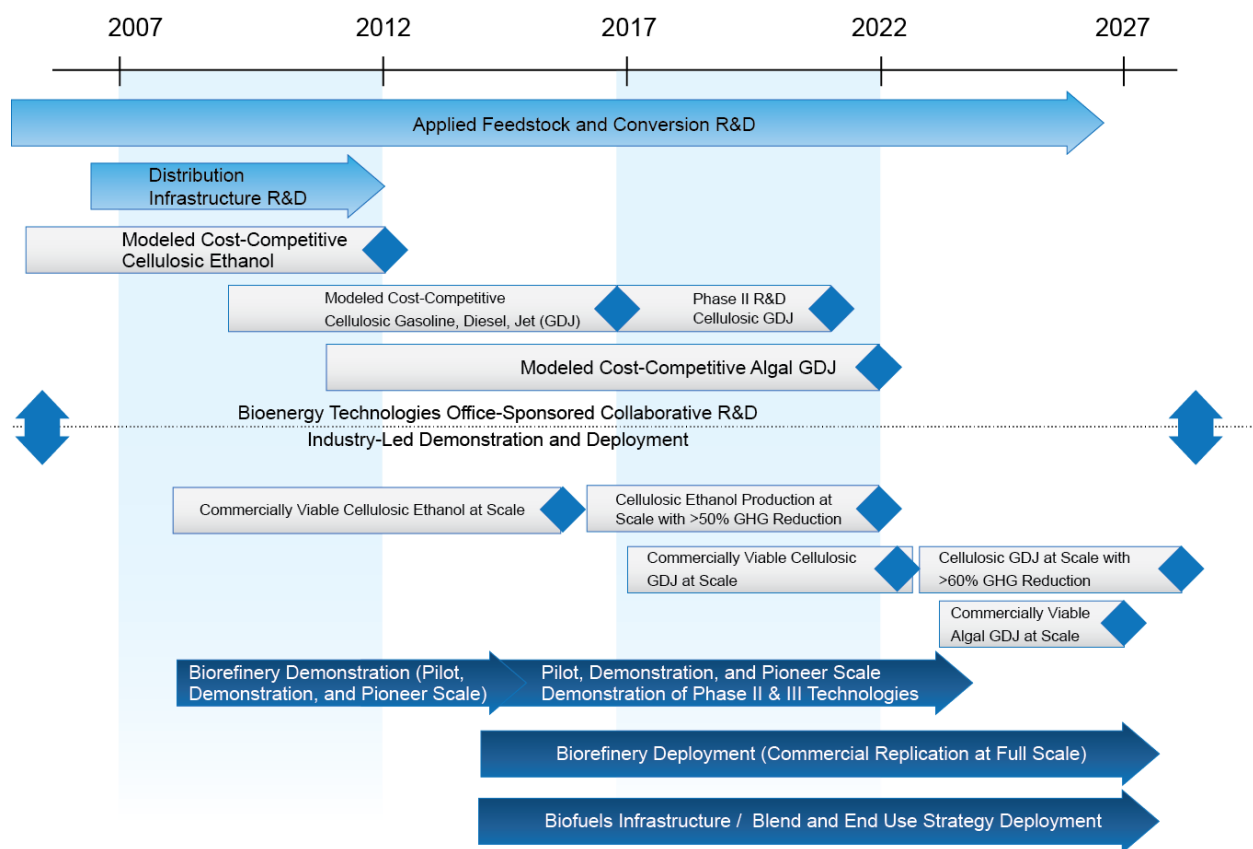 2007 2012 2017 2022 2027
Applied Feedstock and Conversion R&D
Distribution
Infrastructure R&D
Modeled Cost-Competitive
Cellulosic Ethanol
Modeled Cost-Competitive
Cellulosic Gasoline, Diesel, Jet (GDJ)
Phase II R&D
Cellulosic GDJ
Modeled Cost-Competitive Algal GDJ
Bioenergy Technologies Office-Sponsored Collaborative R&D
Industry-Led Demonstration and Deployment
Commercially Viable Cellulosic Ethanol at Scale
Cellulosic Ethanol Production at
Scale with >50% GHG Reduction
Commercially Viable Cellulosic
GDJ at Scale
Cellulosic GDJ at Scale with
>60% GHG Reduction
Commercially Viable
Algal GDJ at Scale
Biorefinery Demonstration (Pilot,
Demonstration, and Pioneer Scale)
Pilot, Demonstration, and Pioneer Scale
Demonstration of Phase II & III Technologies
Biorefinery Deployment (Commercial Replication at Full Scale)
Biofuels Infrastructure / Blend and End Use Strategy Deployment